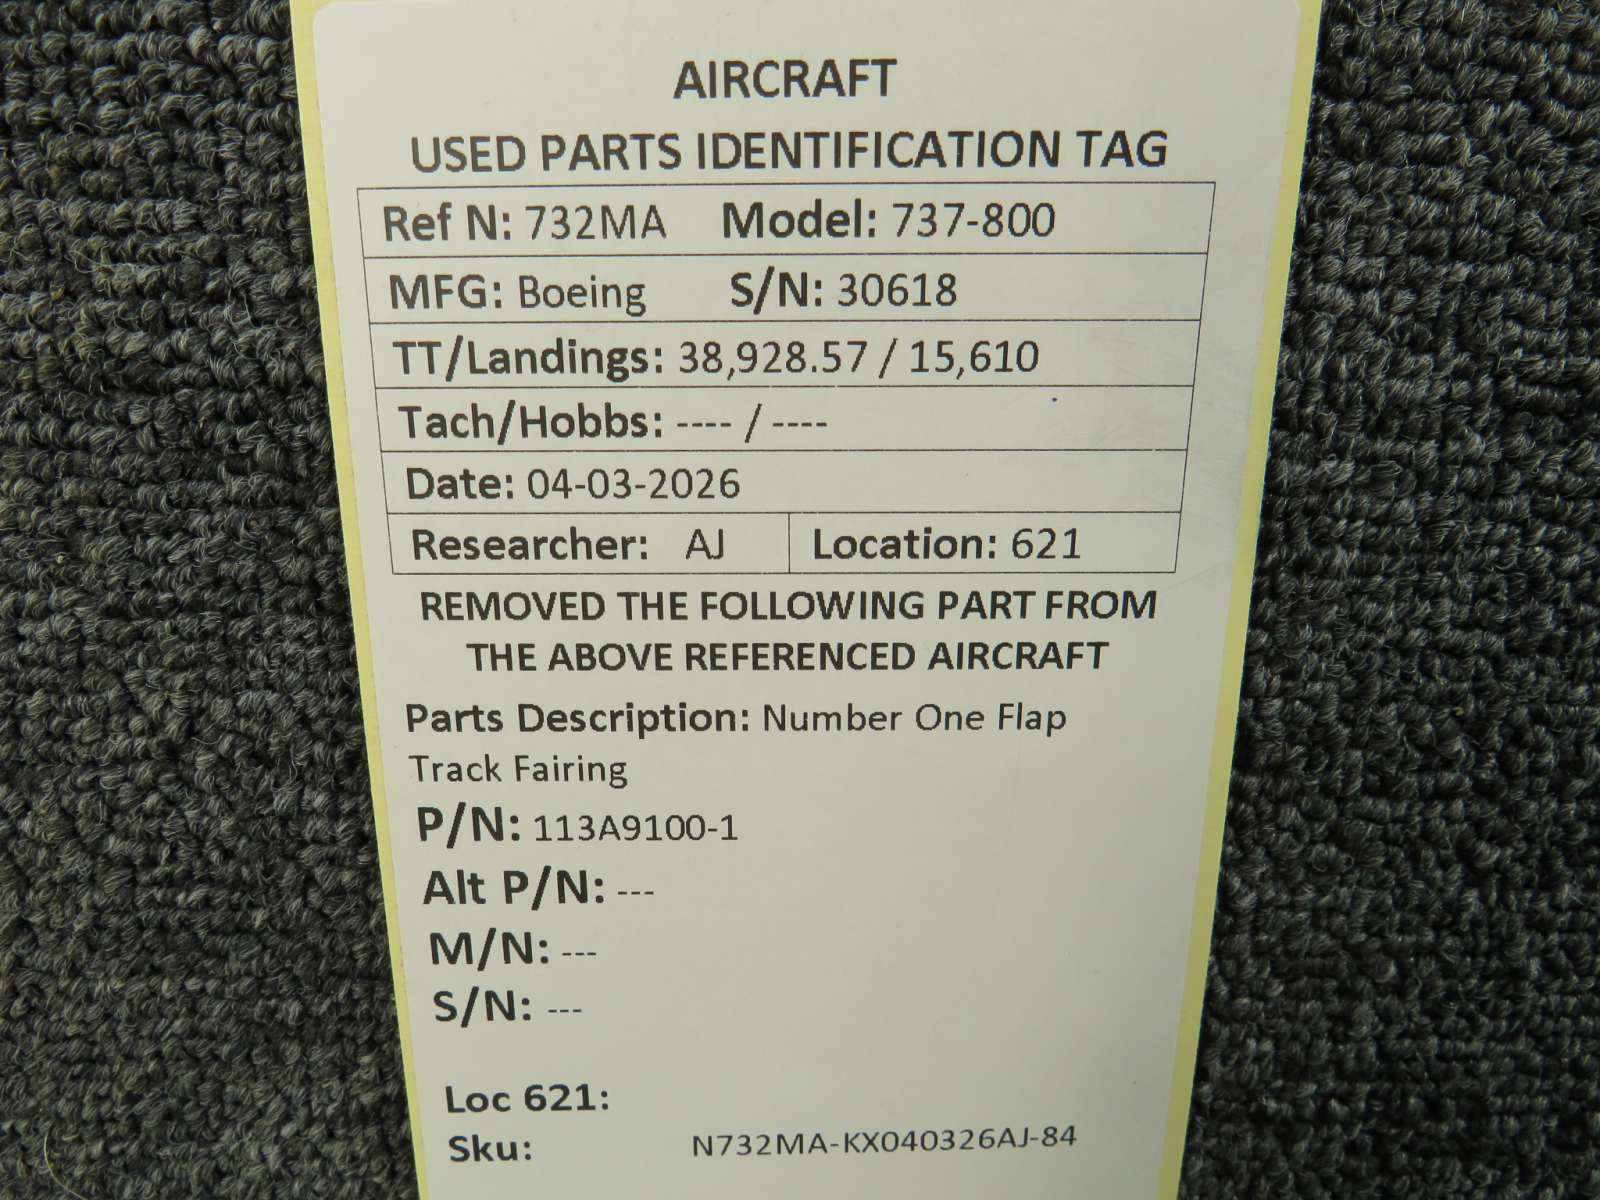 AIRCRAFT
USED PARTS IDENTIFICATION TAG
Ref N: 732MA Model: 737-800
MFG: Boeing S/N: 30618
TT/Landings: 38,928.57 / 15,610
Tach/Hobbs: ---- / ----
Date: 04-03-2026
Researcher: AJ Location: 621
REMOVED THE FOLLOWING PART FROM
THE ABOVE REFERENCED AIRCRAFT
Parts Description: Number One Flap
Track Fairing
P/N: 113A9100-1
Alt P/N: ---
M/N: ---
S/N: ---
Loc 621:
Sku: N732MA-KX040326AJ-84